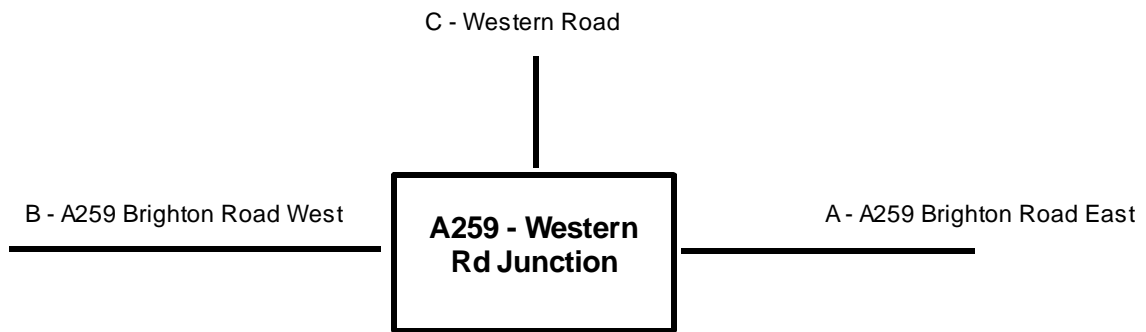 C - Western Road
B - A259 Brighton Road West
A259 - Western
Rd Junction
A - A259 Brighton Road East